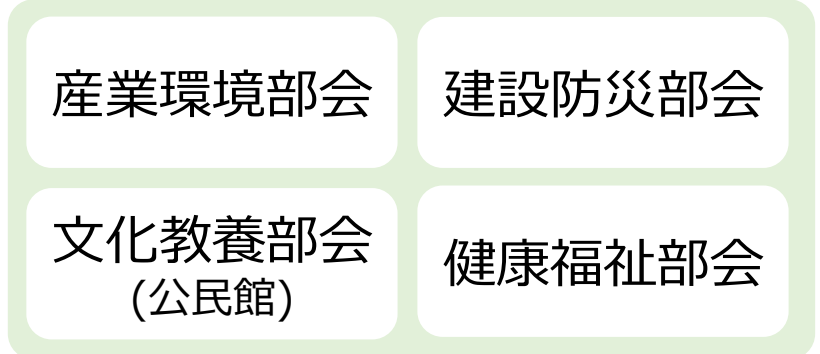 産業環境部会
建設防災部会
文化教養部会
(公民館)
健康福祉部会